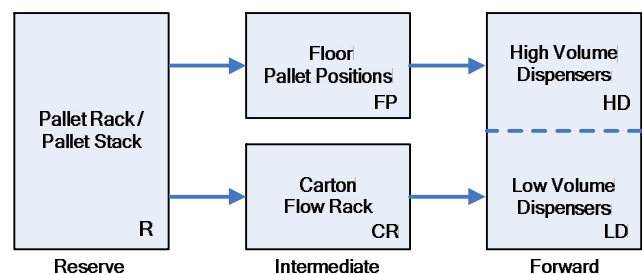 Pallet Rack /
Pallet Stack
R
Reserve
Floor
Pallet Positions
FP
Carton
Flow Rack
CR
Intermediate
High Volume
Dispensers
HD
Low Volume
Dispensers
LD
Forward